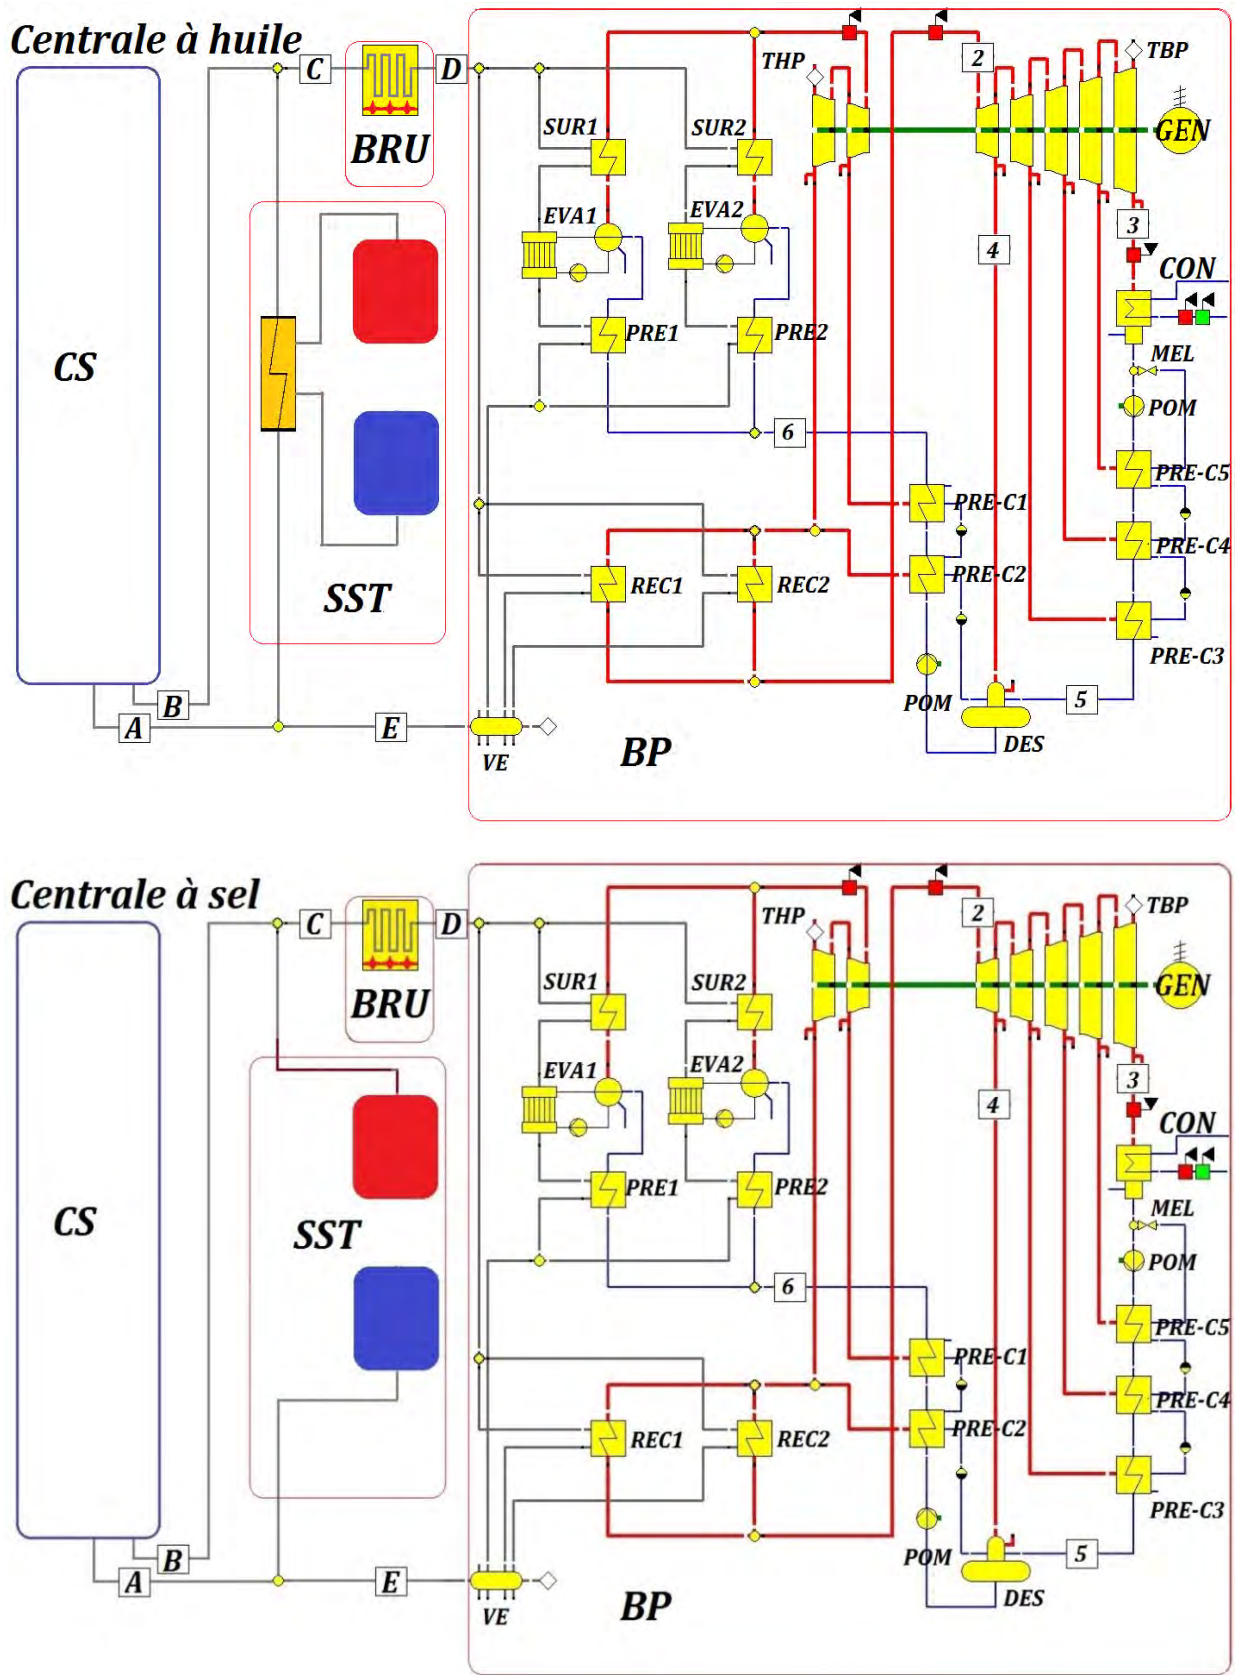 Centrale à huile
C
D
BRU
THP
2
TBP
SUR1
SUR2
GEN
EVA1
EVA2
3
4
CON
CS
PRE1
PRE2
MEL
POM
6
PRE-C5
PRE-C1
PRE-C4
PRE-C2
SST
REC1
REC2
PRE-C3
B
A
E
POM
5
VE
BP
DES
Centrale à sel
C
D
BRU
THP
2
TBP
SUR1
SUR2
GEN
EVA1
EVA2
3
4
CON
CS
SST
PRE1
PRE2
MEL
POM
6
PRE-C5
PRE-C1
PRE-C4
PRE-C2
REC1
REC2
PRE-C3
B
A
E
POM
5
VE
BP
DES